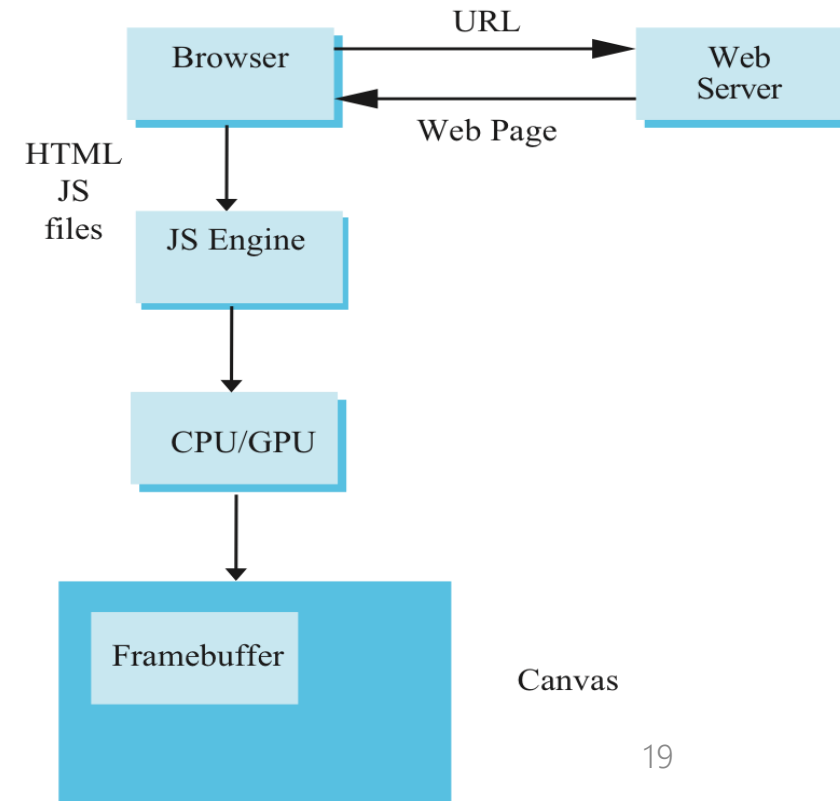 URL
Browser
Web
Server
Web Page
HTML
JS
files
JS Engine
CPU/GPU
Framebuffer
Canvas
19